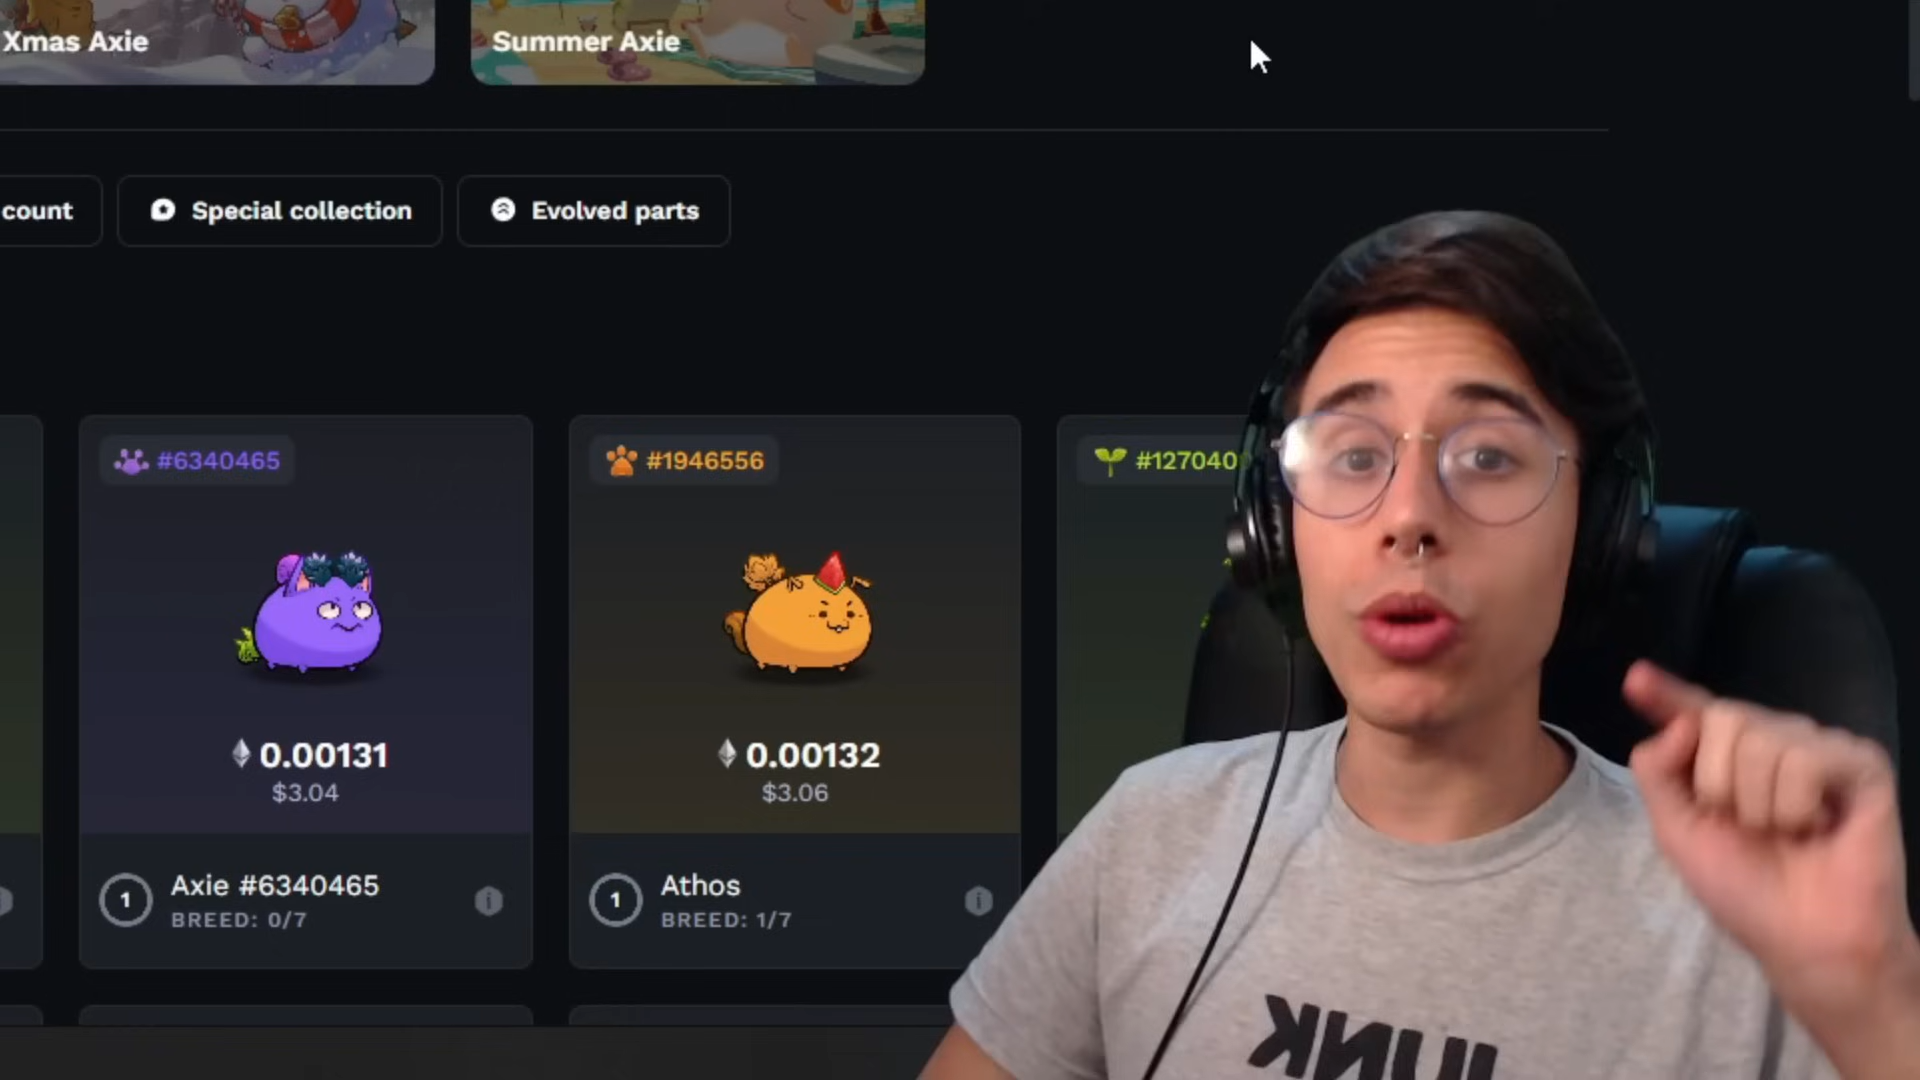 Xmas Axie
Summer Axie
count
Special collection
Evolved parts
#6340465
#1946556
#127040
0.00131
$3.04
0.00132
$3.06
1
Axie #6340465
BREED: 0/7
1
Athos
BREED: 1/7